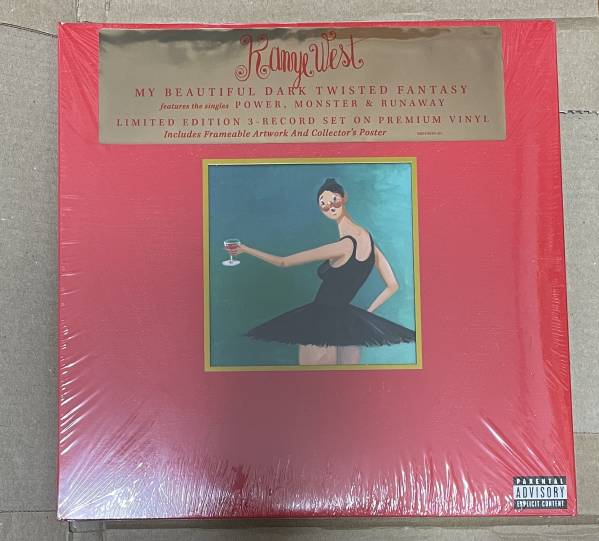 Kanye West
MY BEAUTIFUL DARK TWISTED FANTASY
features the singles POWER, MONSTER & RUNAWAY
LIMITED EDITION 3-RECORD SET ON PREMIUM VINYL
Includes Frameable Artwork And Collector's Poster
PARENTAL
ADVISORY
EXPLICIT CONTENT